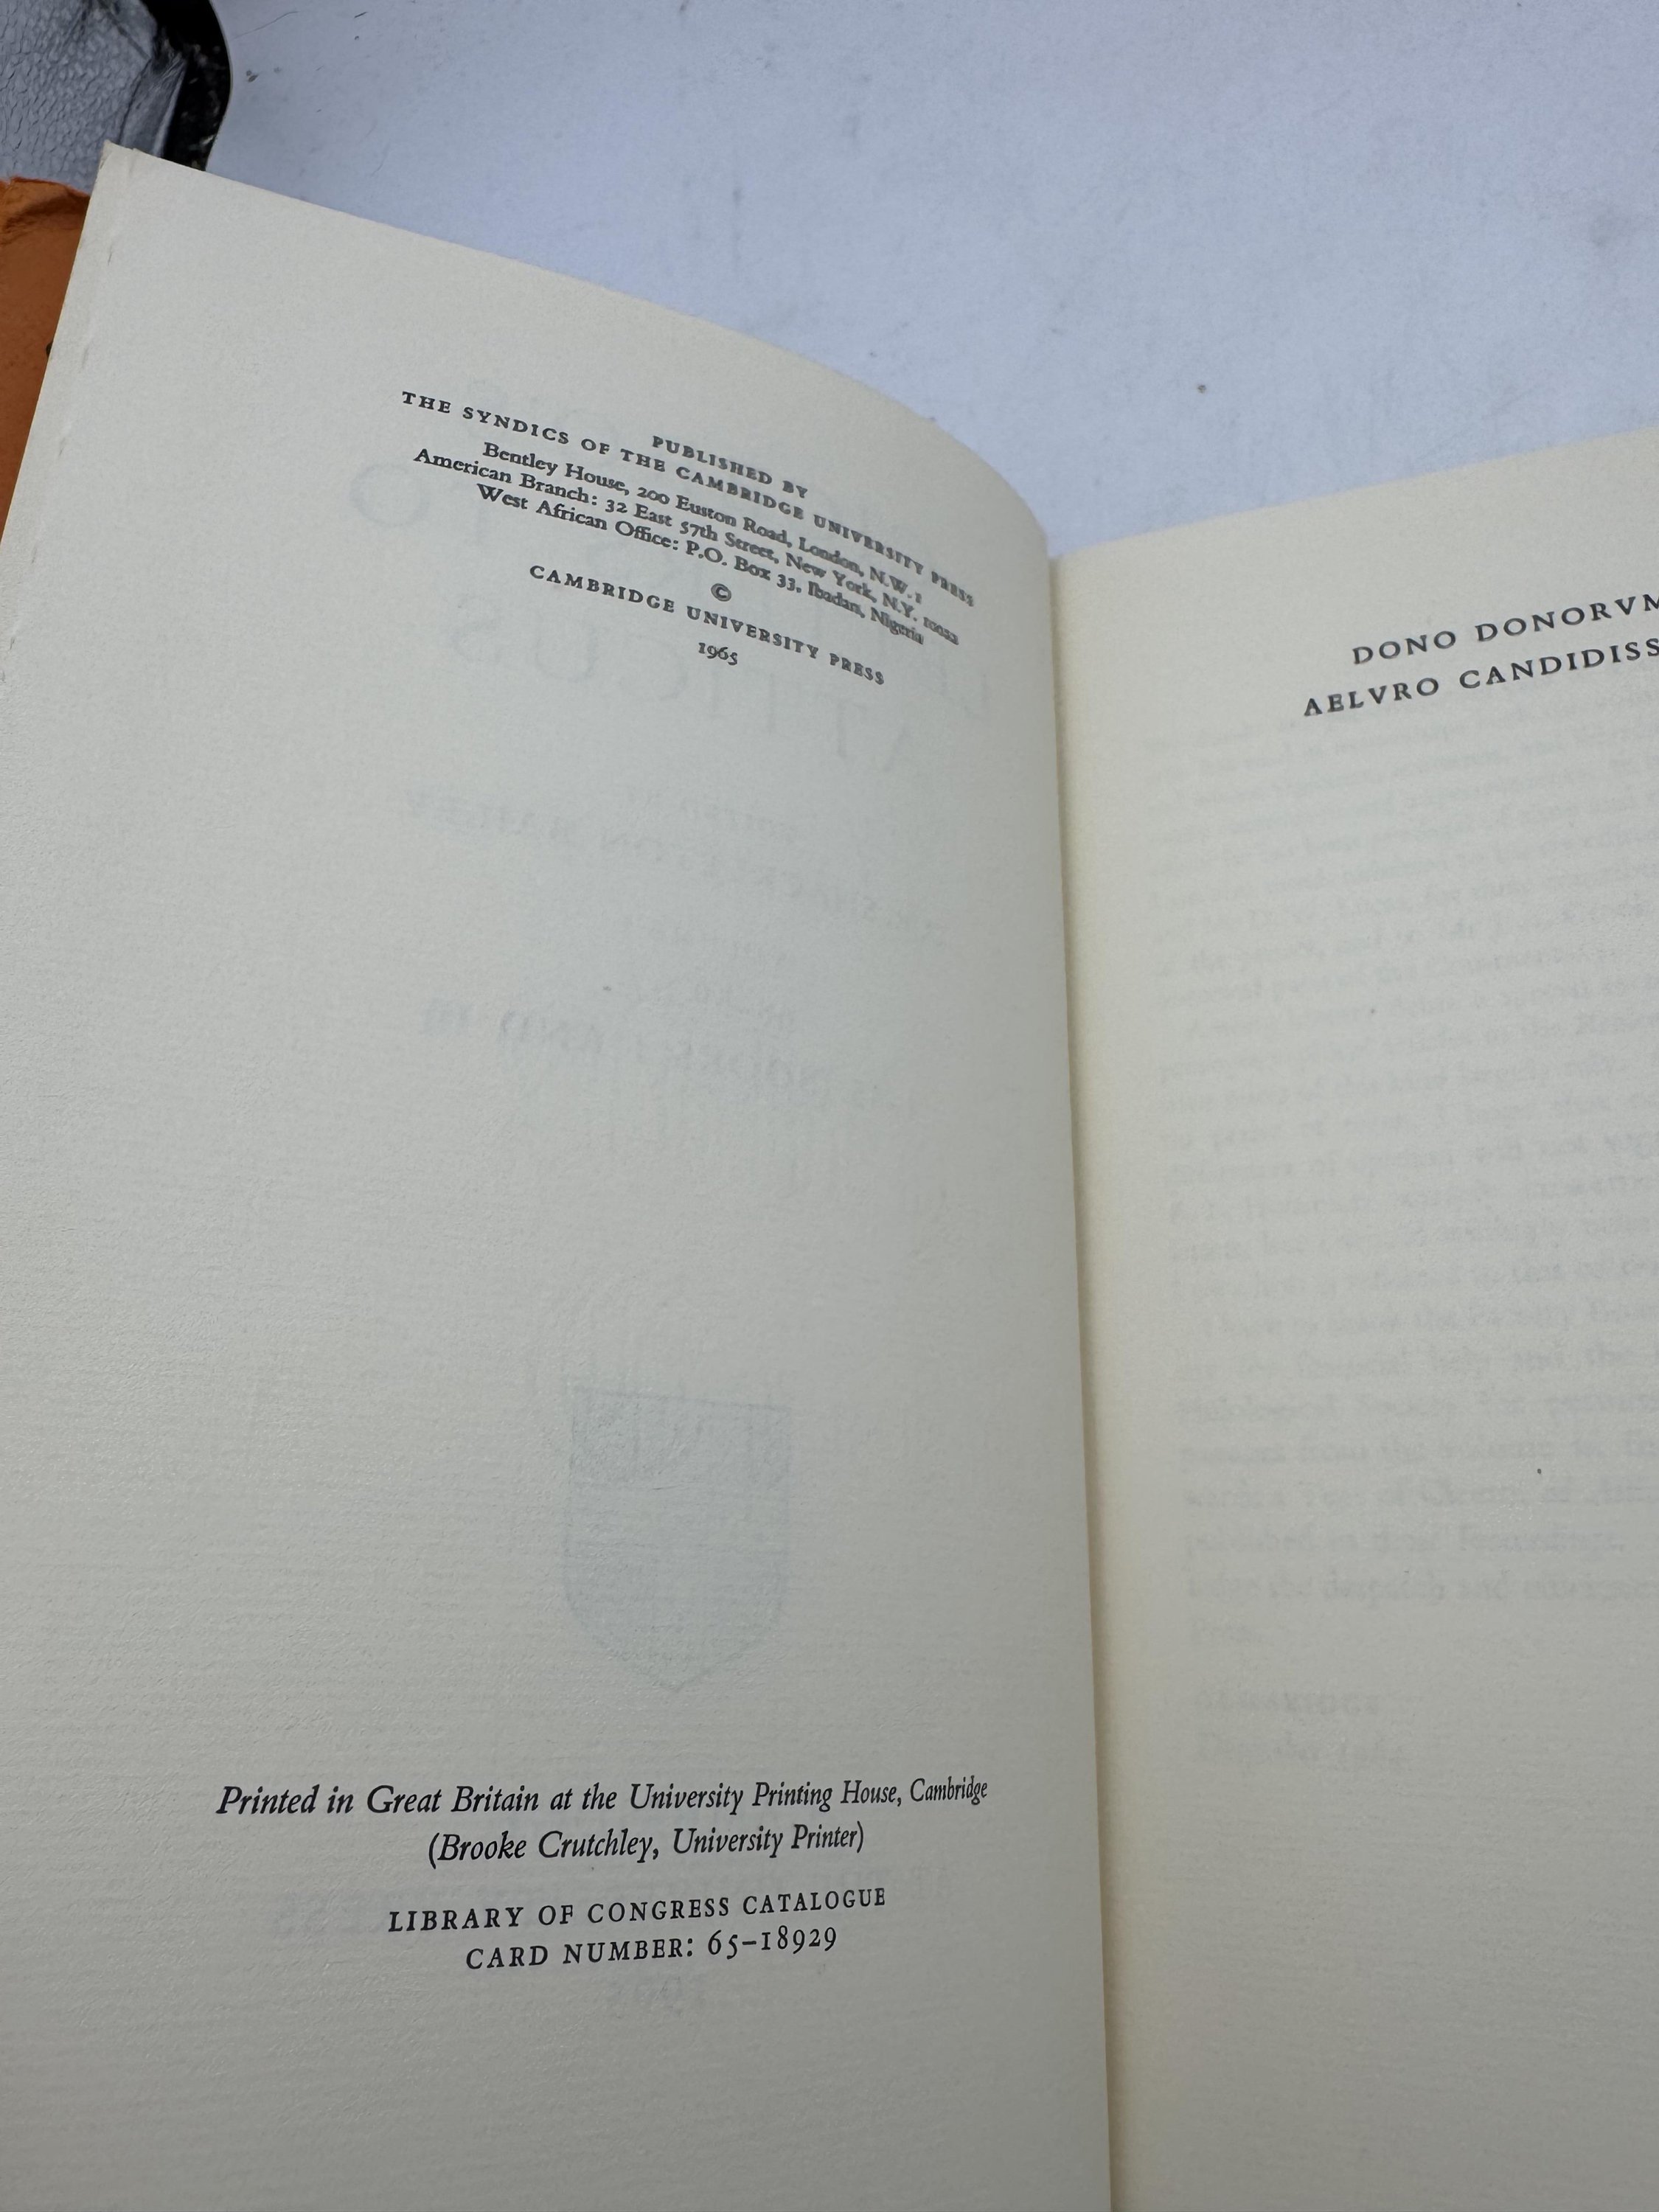 PUBLISHED BY
THE SYNDICS OF THE CAMBRIDGE UNIVERSITY PRESS
Bentley House, 200 Euston Road, London, N.W.1
American Branch: 32 East 57th Street, New York, N.Y. 10022
West African Office: P.O. Box 33, Ibadan, Nigeria
©
CAMBRIDGE UNIVERSITY PRESS
1965
Printed in Great Britain at the University Printing House, Cambridge
(Brooke Crutchley, University Printer)
LIBRARY OF CONGRESS CATALOGUE
CARD NUMBER: 65–18929
DONO DONORVM
AELVRO CANDIDISS